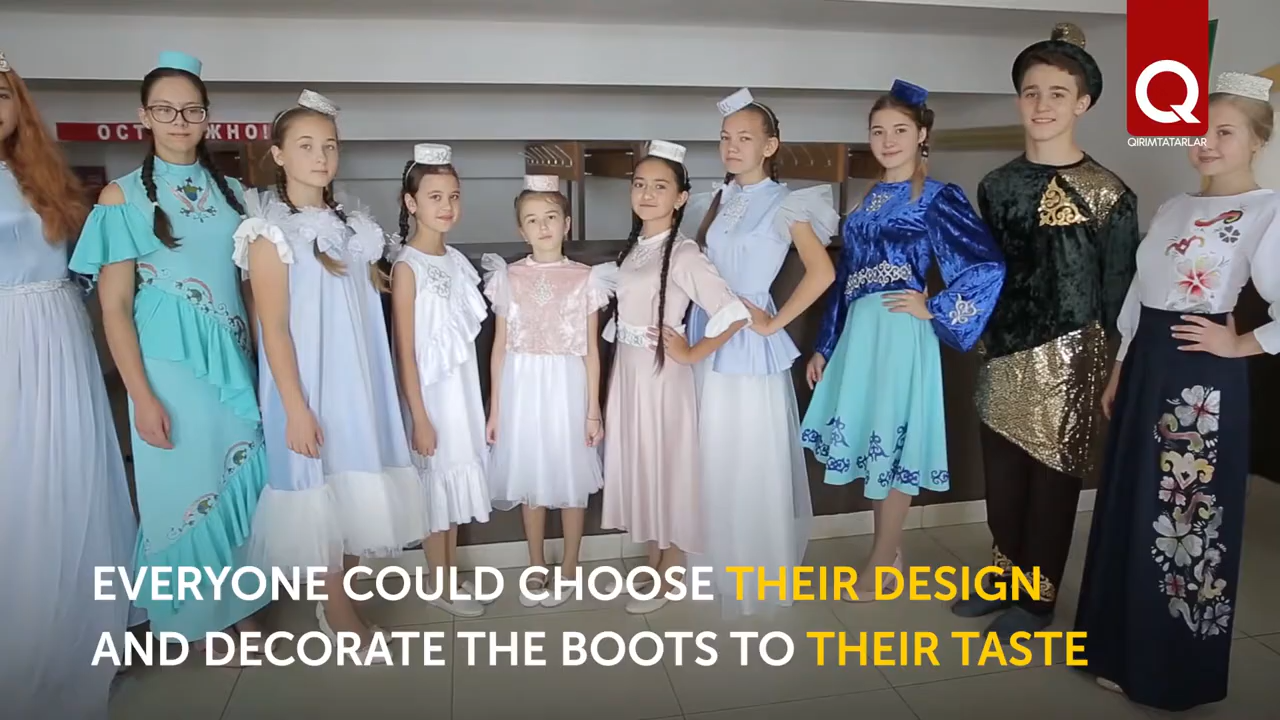 Q
QIRIMTATARLAR
EVERYONE COULD CHOOSE THEIR DESIGN
AND DECORATE THE BOOTS TO THEIR TASTE